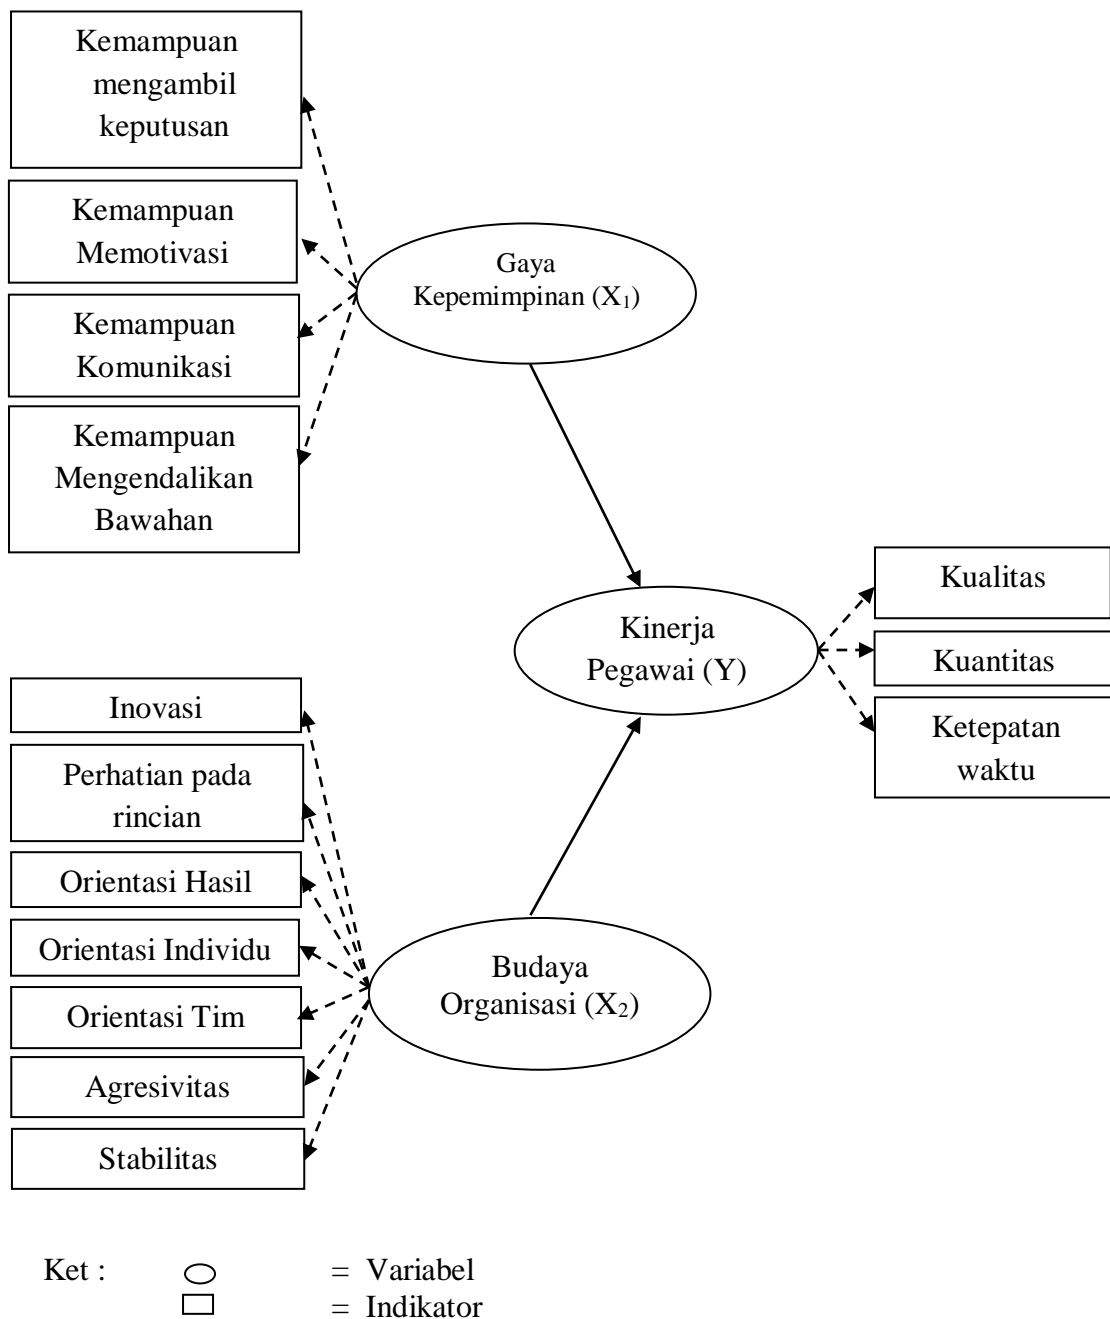 Kemampuan
mengambil
keputusan
Kemampuan
Memotivasi
Kemampuan
Komunikasi
Kemampuan
Mengendalikan
Bawahan
Gaya
Kepemimpinan (X₁)
Kinerja
Pegawai (Y)
Kualitas
Kuantitas
Ketepatan
waktu
Inovasi
Perhatian pada
rincian
Orientasi Hasil
Orientasi Individu
Orientasi Tim
Agresivitas
Stabilitas
Budaya
Organisasi (X₂)
Ket : = Variabel
= Indikator